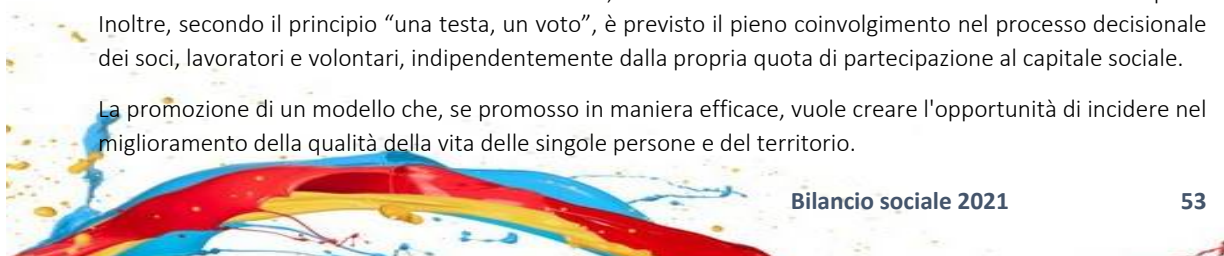 Inoltre, secondo il principio “una testa, un voto”, è previsto il pieno coinvolgimento nel processo decisionale
dei soci, lavoratori e volontari, indipendentemente dalla propria quota di partecipazione al capitale sociale.
La promozione di un modello che, se promosso in maniera efficace, vuole creare l'opportunità di incidere nel
miglioramento della qualità della vita delle singole persone e del territorio.
Bilancio sociale 2021 53